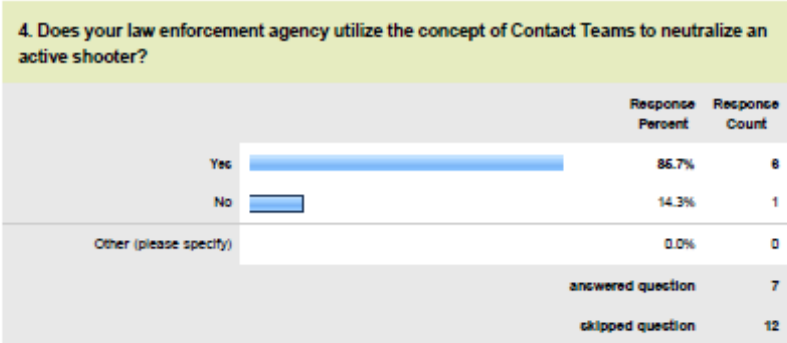 4. Does your law enforcement agency utilize the concept of Contact Teams to neutralize an
active shooter?
Response Response
Percent Count
Yes 85.7% 6
No 14.3% 1
Other (please specify) 0.0% 0
answered question 7
skipped question 12